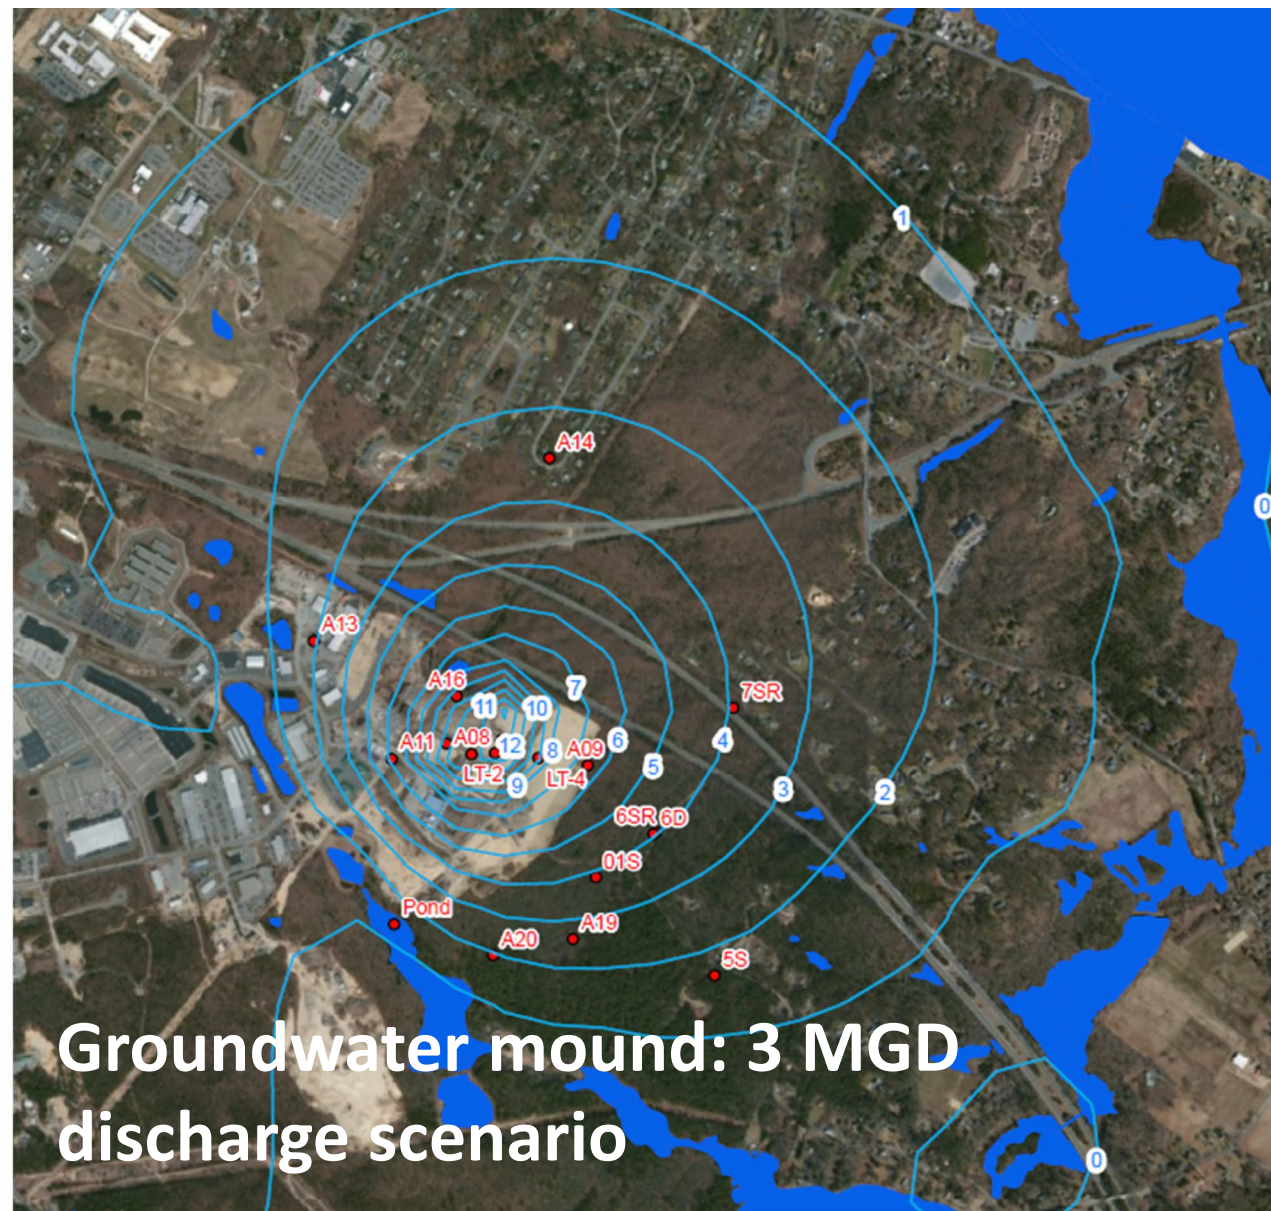 1
A14
0
A13
A16
7
7SR
11
10
A11
A08
12
8
A09
6
4
LT-2
LT-4
5
9
3
2
6SR 6D
01S
Pond
A20
A19
5S
Groundwater mound: 3 MGD
discharge scenario
0